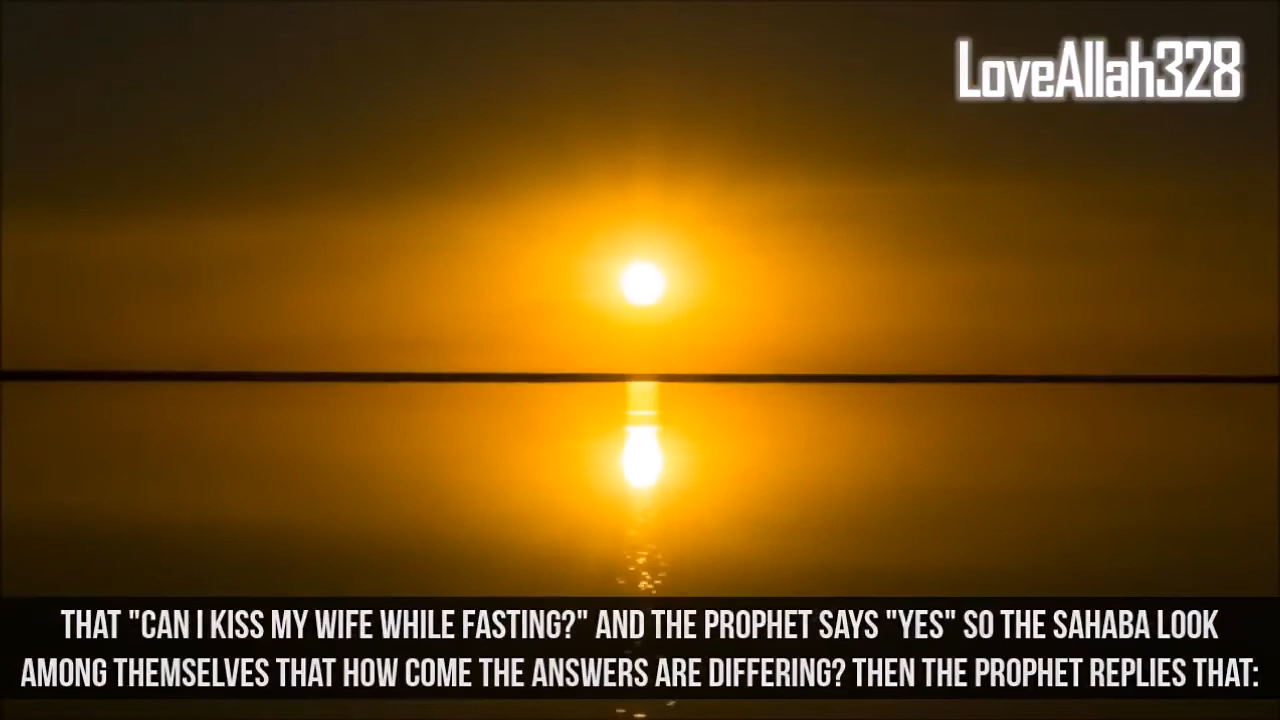 LoveAllah328
THAT "CAN I KISS MY WIFE WHILE FASTING?" AND THE PROPHET SAYS "YES" SO THE SAHABA LOOK
AMONG THEMSELVES THAT HOW COME THE ANSWERS ARE DIFFERING? THEN THE PROPHET REPLIES THAT: